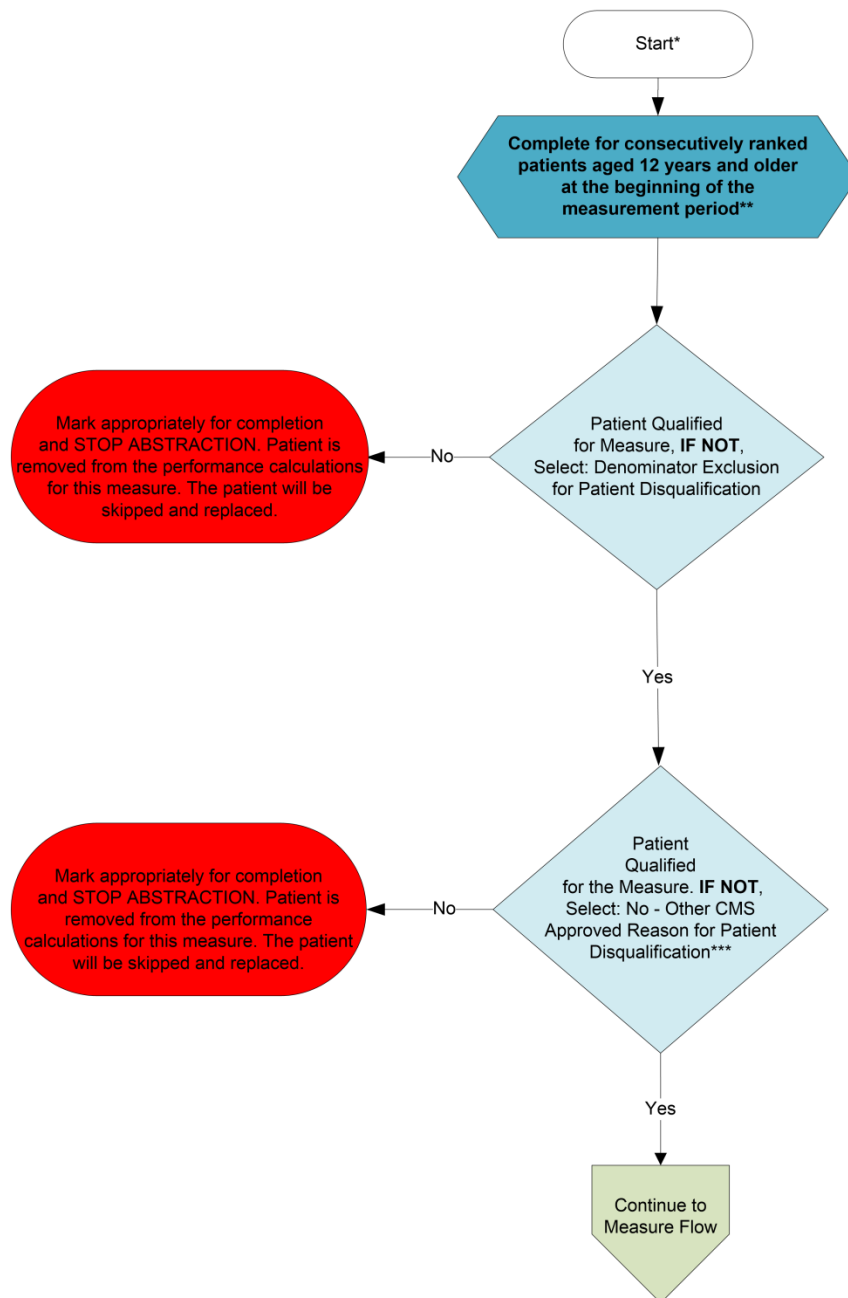 Start*
Complete for consecutively ranked
patients aged 12 years and older
at the beginning of the
measurement period**
Patient Qualified
for Measure, IF NOT,
Select: Denominator Exclusion
for Patient Disqualification
No
Mark appropriately for completion
and STOP ABSTRACTION. Patient is
removed from the performance calculations
for this measure. The patient will be
skipped and replaced.
Yes
Patient
Qualified
for the Measure. IF NOT,
Select: No - Other CMS
Approved Reason for Patient
Disqualification***
No
Mark appropriately for completion
and STOP ABSTRACTION. Patient is
removed from the performance
calculations for this measure. The patient
will be skipped and replaced.
Yes
Continue to
Measure Flow